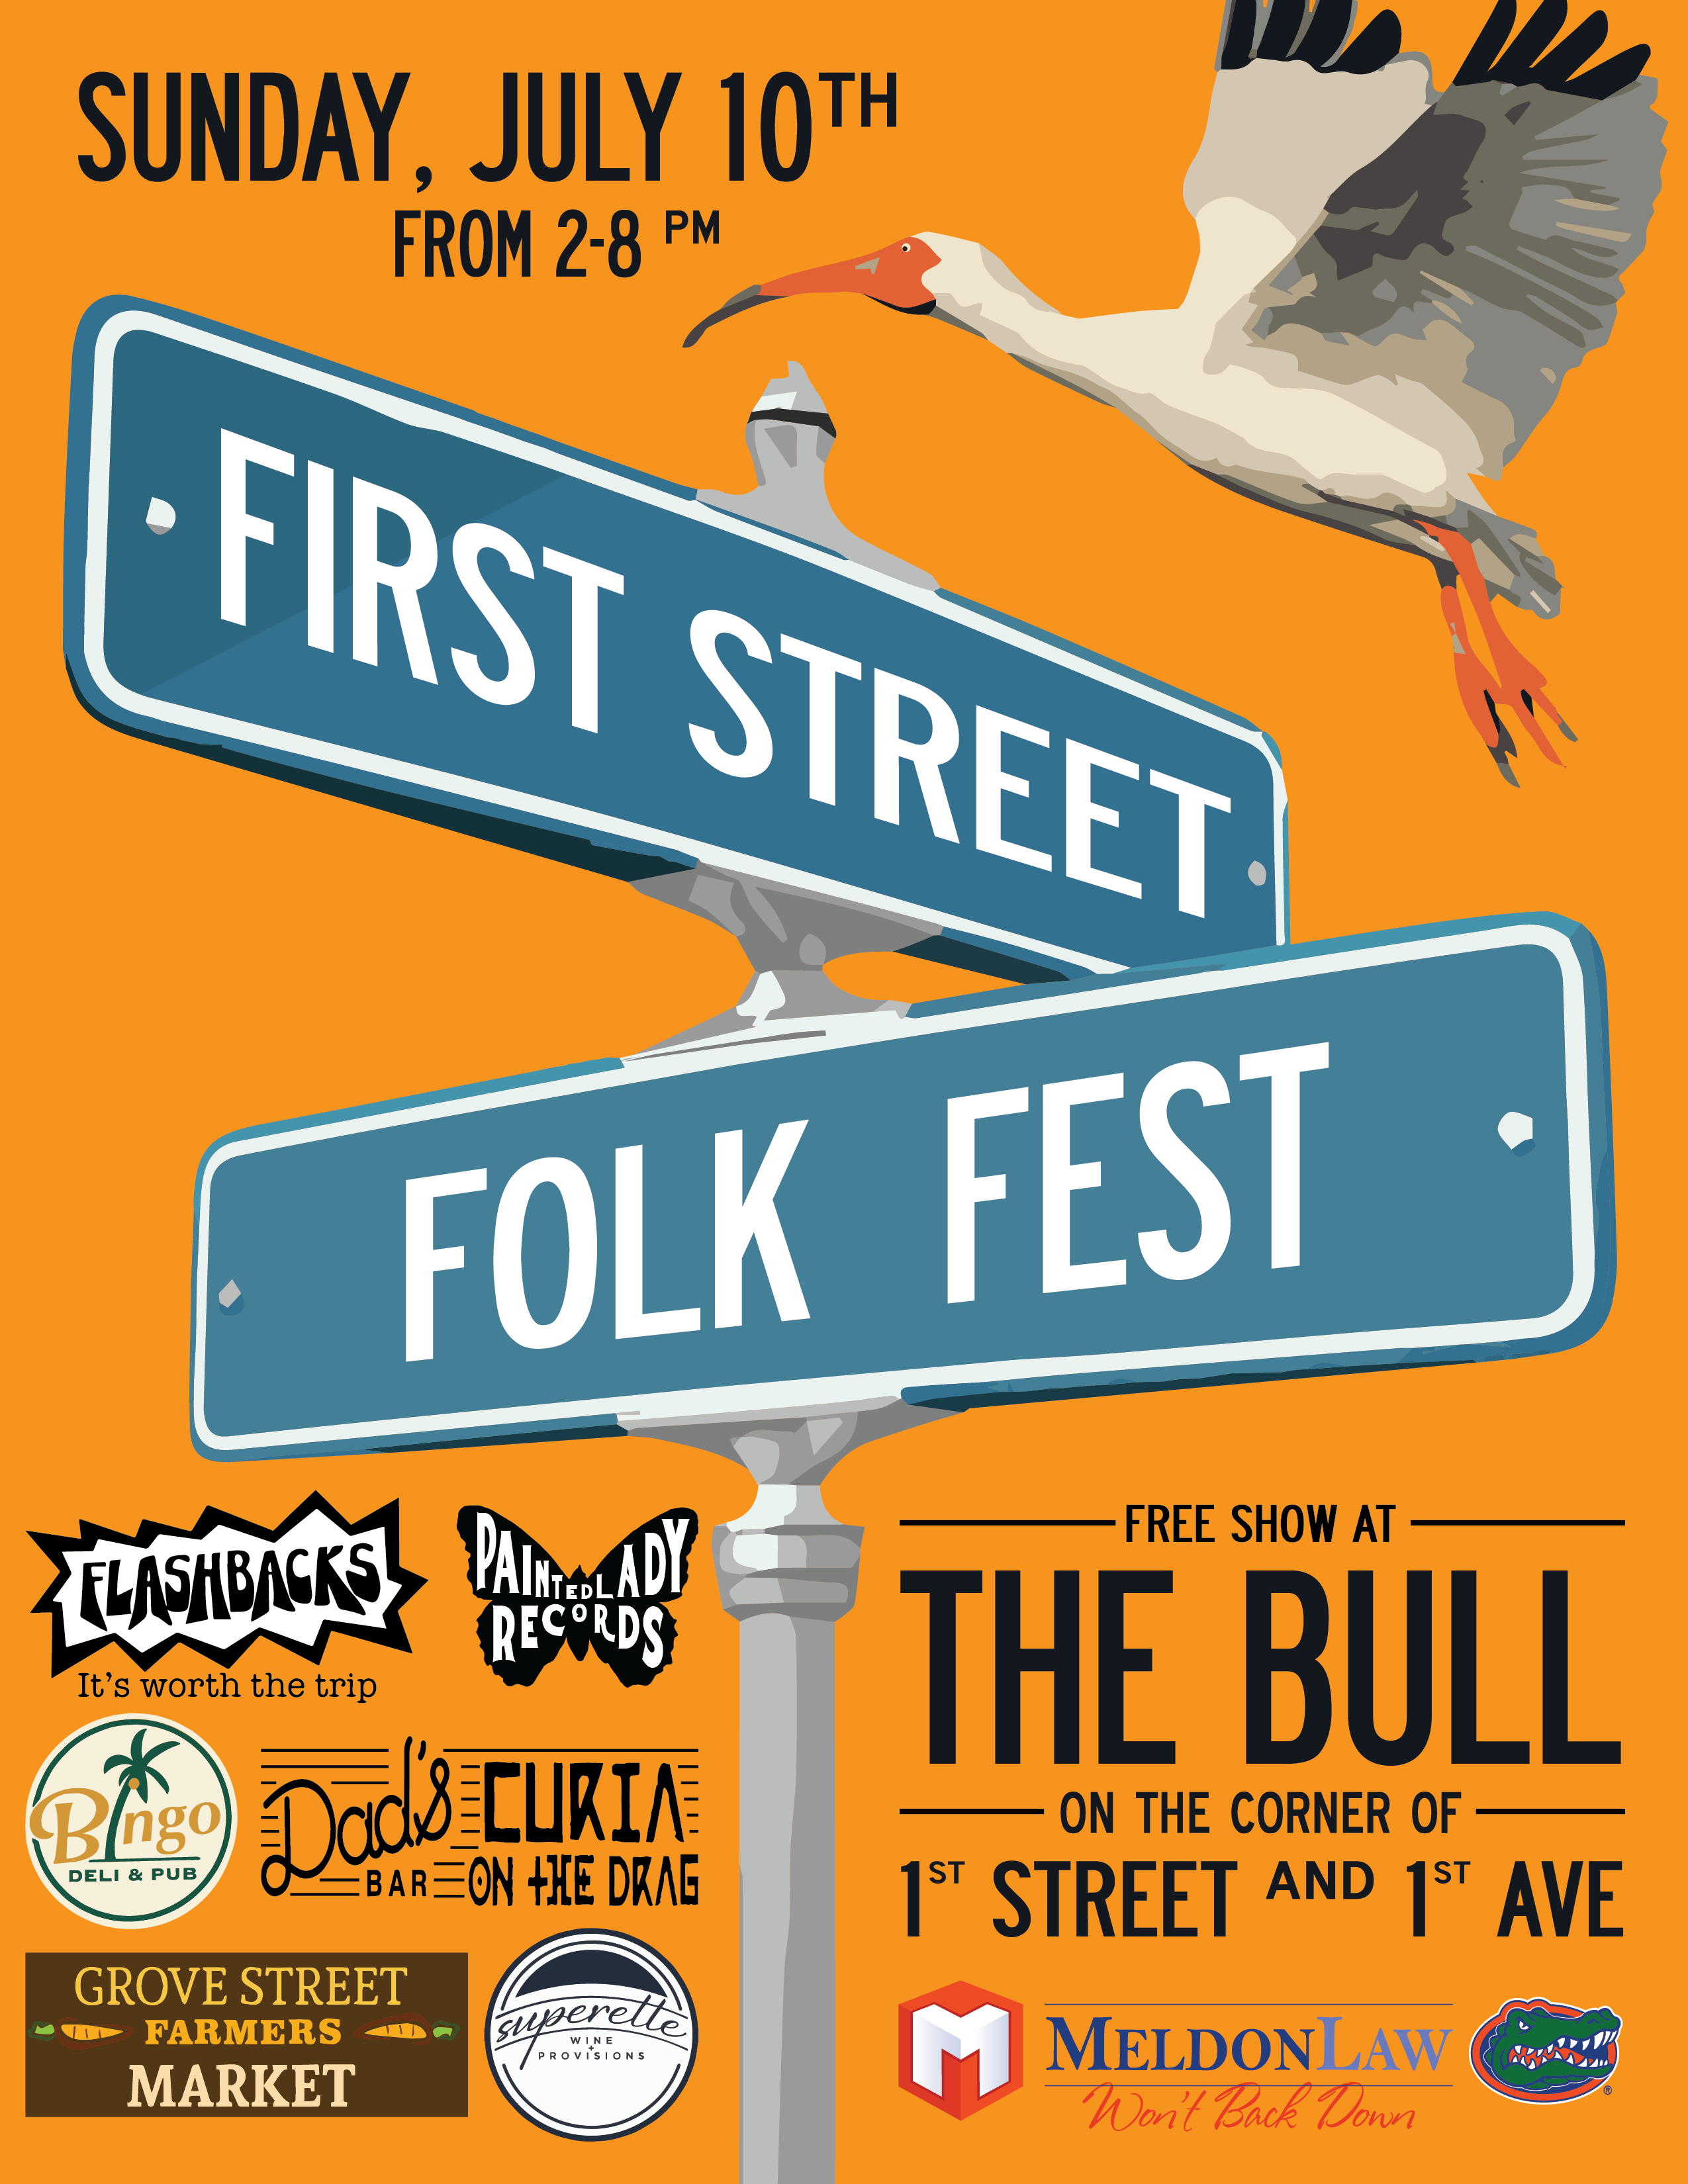 SUNDAY, JULY 10TH
FROM 2-8 PM
FIRST STREET
FOLK FEST
FLASHBACKS
It's worth the trip
PAINTED LADY
RECORDS
Bingo
DELI & PUB
Dad's
BAR
CURIA
ON THE DRAG
GROVE STREET
FARMERS
MARKET
superette
WINE
+
PROVISIONS
FREE SHOW AT
THE BULL
ON THE CORNER OF
1ST STREET AND 1ST AVE
MELDONLAW
Won't Back Down
®